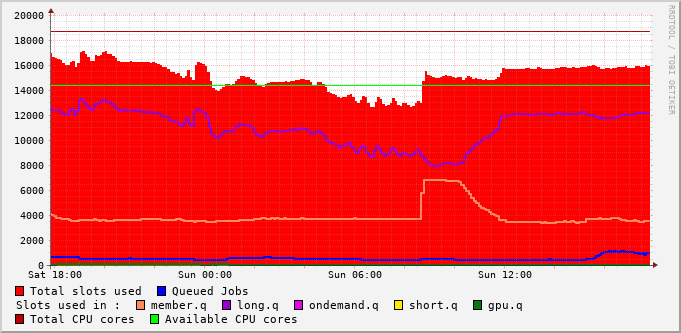 20000
18000
16000
14000
12000
10000
8000
6000
4000
2000
0
Sat 18:00 Sun 00:00 Sun 06:00 Sun 12:00
Total slots used Queued Jobs
Slots used in : member.q long.q ondemand.q short.q gpu.q
Total CPU cores Available CPU cores
RRDTOOL / TOBI OETIKER